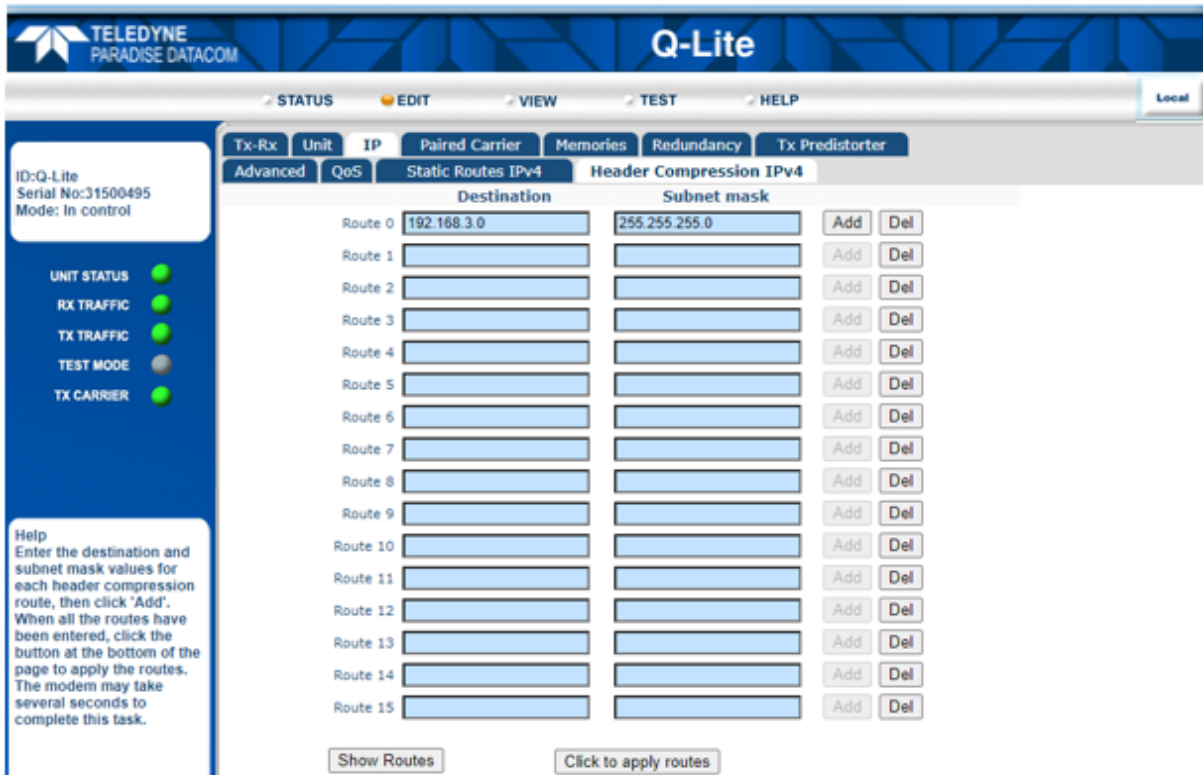 TELEDYNE
PARADISE DATACOM
Q-Lite
STATUS EDIT VIEW TEST HELP
Local
ID:Q-Lite
Serial No:31500495
Mode: In control
UNIT STATUS
RX TRAFFIC
TX TRAFFIC
TEST MODE
TX CARRIER
Help
Enter the destination and
subnet mask values for
each header compression
route, then click 'Add'.
When all the routes have
been entered, click the
button at the bottom of the
page to apply the routes.
The modem may take
several seconds to
complete this task.
Tx-Rx Unit IP Paired Carrier Memories Redundancy Tx Predistorter
Advanced QoS Static Routes IPv4 Header Compression IPv4
Destination Subnet mask
Route 0 192.168.3.0 255.255.255.0 Add Del
Route 1 Add Del
Route 2 Add Del
Route 3 Add Del
Route 4 Add Del
Route 5 Add Del
Route 6 Add Del
Route 7 Add Del
Route 8 Add Del
Route 9 Add Del
Route 10 Add Del
Route 11 Add Del
Route 12 Add Del
Route 13 Add Del
Route 14 Add Del
Route 15 Add Del
Show Routes Click to apply routes